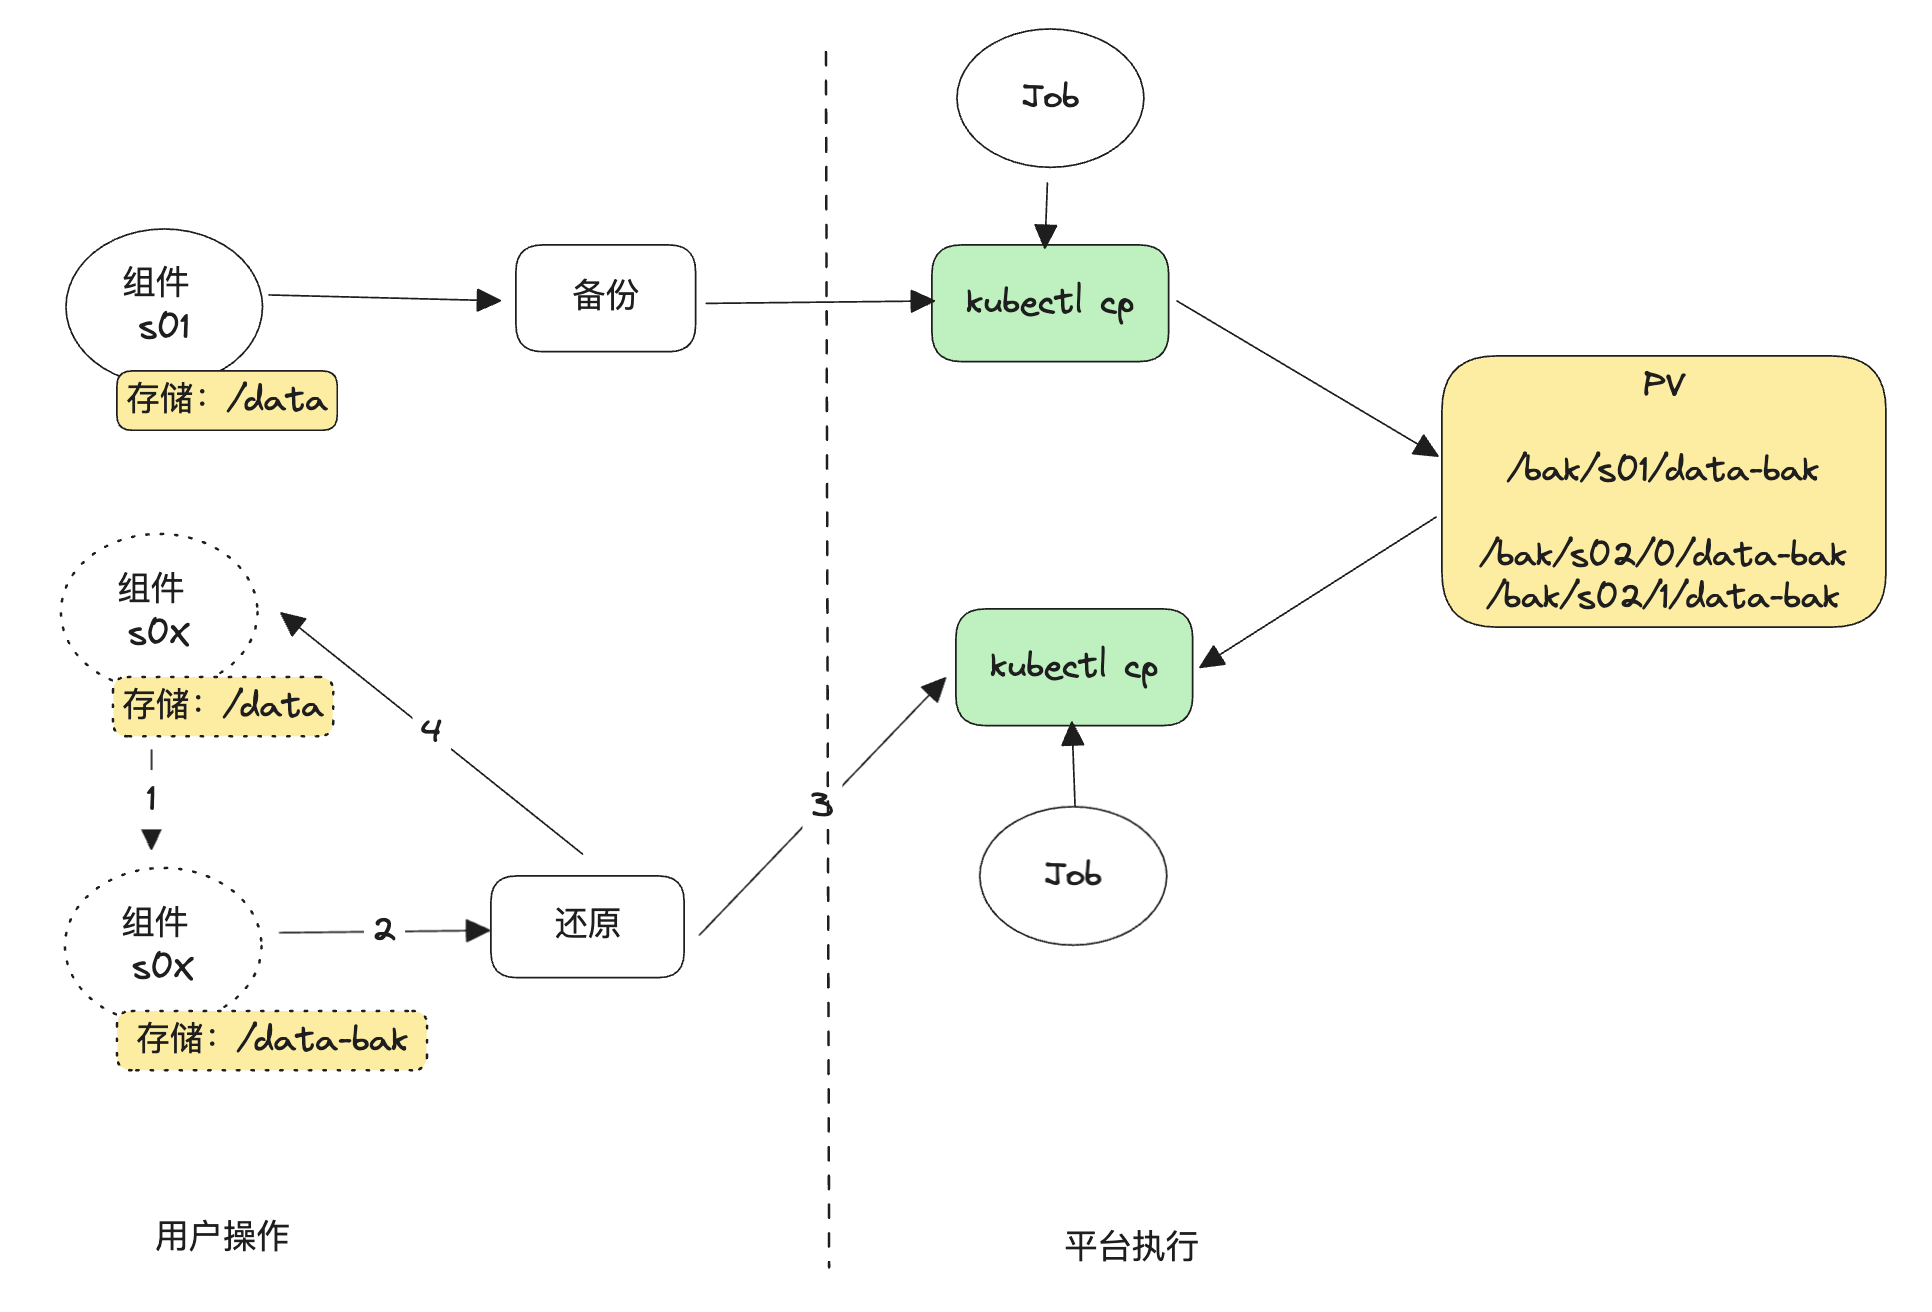 Job
组件
s01
存储：/data
备份
kubectl cp
PV
/bak/s01/data-bak
/bak/s02/0/data-bak
/bak/s02/1/data-bak
组件
s0x
存储：/data
4
1
3
kubectl cp
Job
组件
s0x
存储：/data-bak
2
还原
用户操作
平台执行